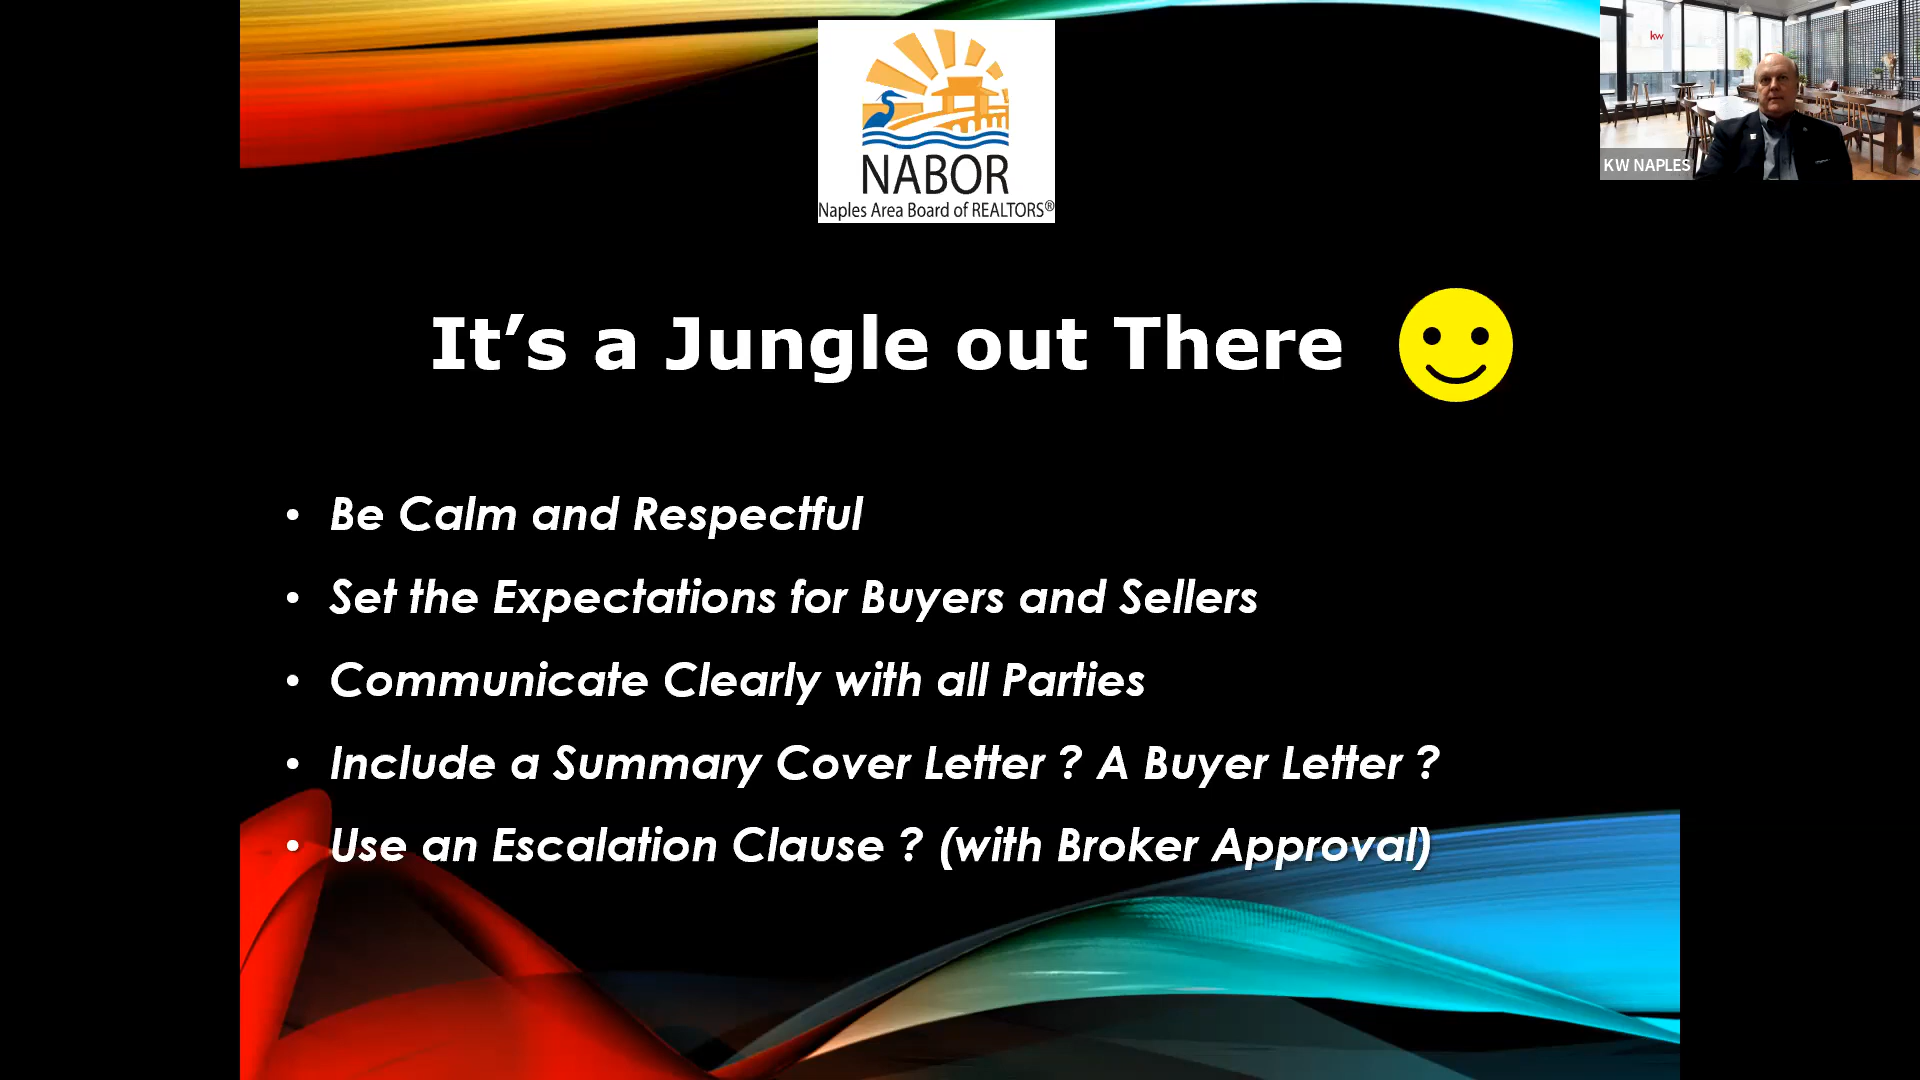 NABOR
Naples Area Board of REALTORS®
kw
KW NAPLES
It’s a Jungle out There
• Be Calm and Respectful
• Set the Expectations for Buyers and Sellers
• Communicate Clearly with all Parties
• Include a Summary Cover Letter ? A Buyer Letter ?
• Use an Escalation Clause ? (with Broker Approval)